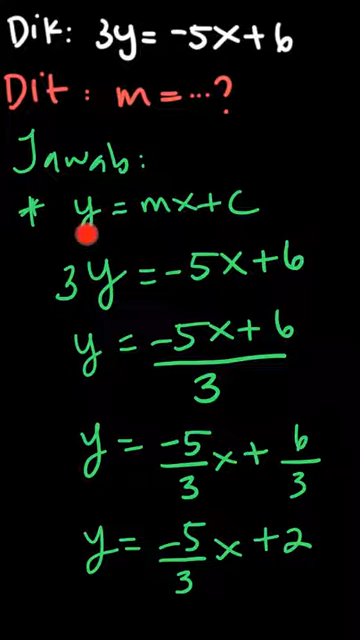 Dik: 3y = -5x + 6
Dit: m = ...?
Jawab:
* y = mx + c
3y = -5x + 6
y = -5x + 6 / 3
y = -5/3 x + 6/3
y = -5/3 x + 2